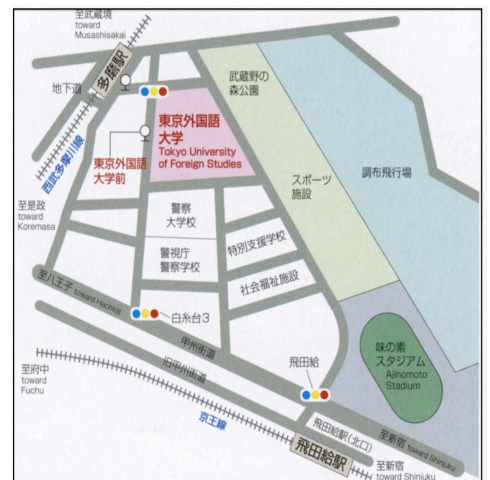 至武蔵境
toward
Musashisakai
多磨駅
地下道
武蔵野の
森公園
東京外国語
大学
Tokyo University
of Foreign Studies
東京外国語
大学前
西武多摩川線
スポーツ
施設
調布飛行場
至是政
toward
Koremasa
警察
大学校
特別支援学校
警視庁
警察学校
社会福祉施設
至八王子 toward Hachioji
白糸台3
甲州街道
旧甲州街道
味の素
スタジアム
Ajinomoto
Stadium
飛田給
至府中
toward
Fuchu
京王線
飛田給駅(北口)
至新宿 toward Shinjuku
飛田給駅
至新宿
toward Shinjuku